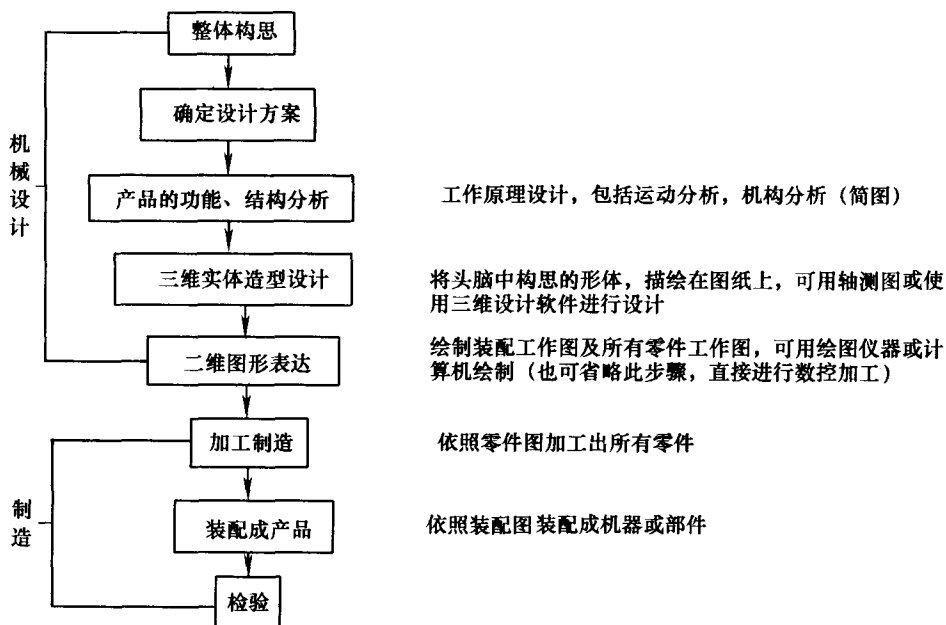 整体构思
确定设计方案
机械设计
产品的功能、结构分析
工作原理设计，包括运动分析，机构分析（简图）
三维实体造型设计
将头脑中构思的形体，描绘在图纸上，可用轴测图或使
用三维设计软件进行设计
二维图形表达
绘制装配工作图及所有零件工作图，可用绘图仪器或计
算机绘制（也可省略此步骤，直接进行数控加工）
加工制造
依照零件图加工出所有零件
制造
装配成产品
依照装配图装配成机器或部件
检验